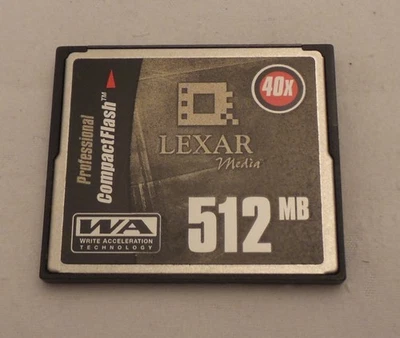 Professional
CompactFlash™
40X
LEXAR
Media
WA
WRITE ACCELERATION
TECHNOLOGY
512 MB